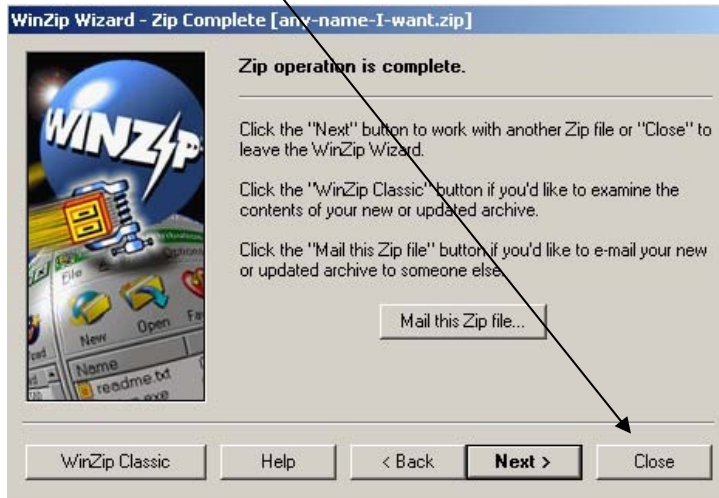 WinZip Wizard - Zip Complete [any-name-I-want.zip]
Zip operation is complete.
WINZIP
Click the "Next" button to work with another Zip file or "Close" to
leave the WinZip Wizard.
Click the "WinZip Classic" button if you'd like to examine the
contents of your new or updated archive.
Click the "Mail this Zip file" button if you'd like to e-mail your new
or updated archive to someone else.
Mail this Zip file...
File
Options
New
Open
Name
readme.txt
WinZip Classic
Help
< Back
Next >
Close